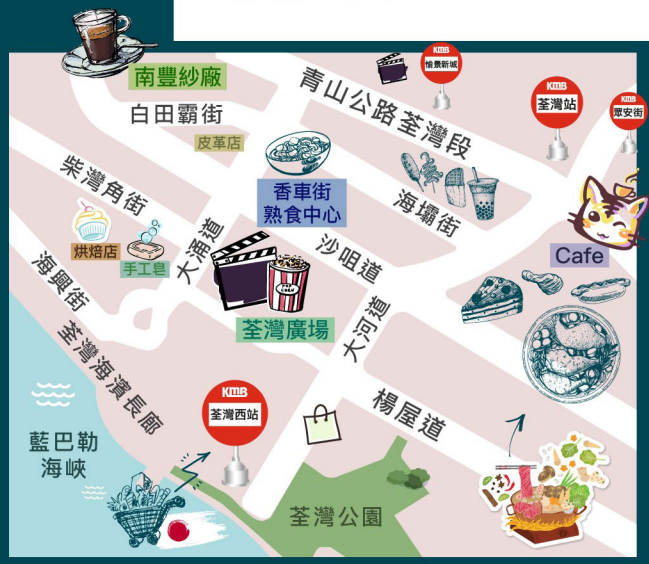 KMB
愉景新城
南豐紗廠
青山公路荃灣段
KMB
荃灣站
KMB
眾安街
白田霸街
皮革店
柴灣角街
香車街
熟食中心
海壩街
烘焙店
手工皂
大涌道
沙咀道
Cafe
海興街
POP
CORN
荃灣廣場
大河道
荃灣海濱長廊
KMB
荃灣西站
楊屋道
藍巴勒
海峽
荃灣公園